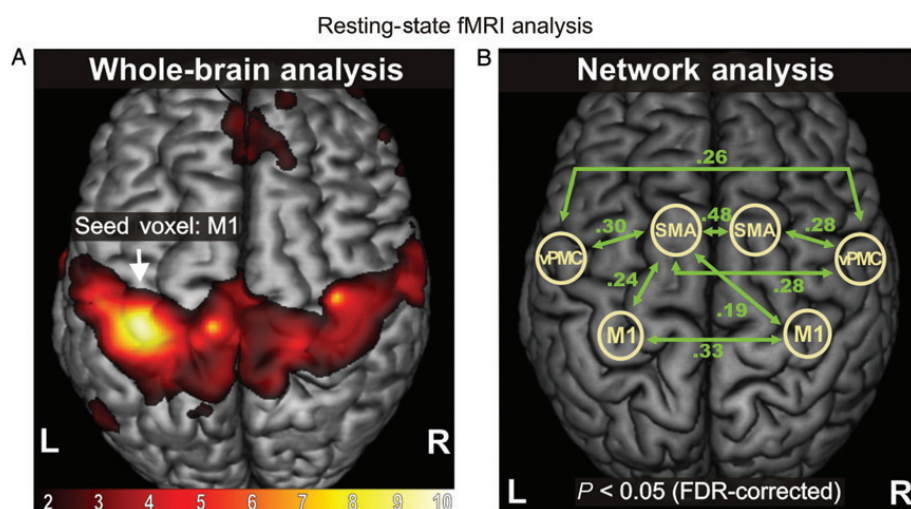 Resting-state fMRI analysis
A
Whole-brain analysis
Seed voxel: M1
L
R
2 3 4 5 6 7 8 9 10
B
Network analysis
.26
.30
SMA
.48
SMA
.28
vPMC
vPMC
.24
.28
.19
M1
M1
.33
L
P < 0.05 (FDR-corrected)
R